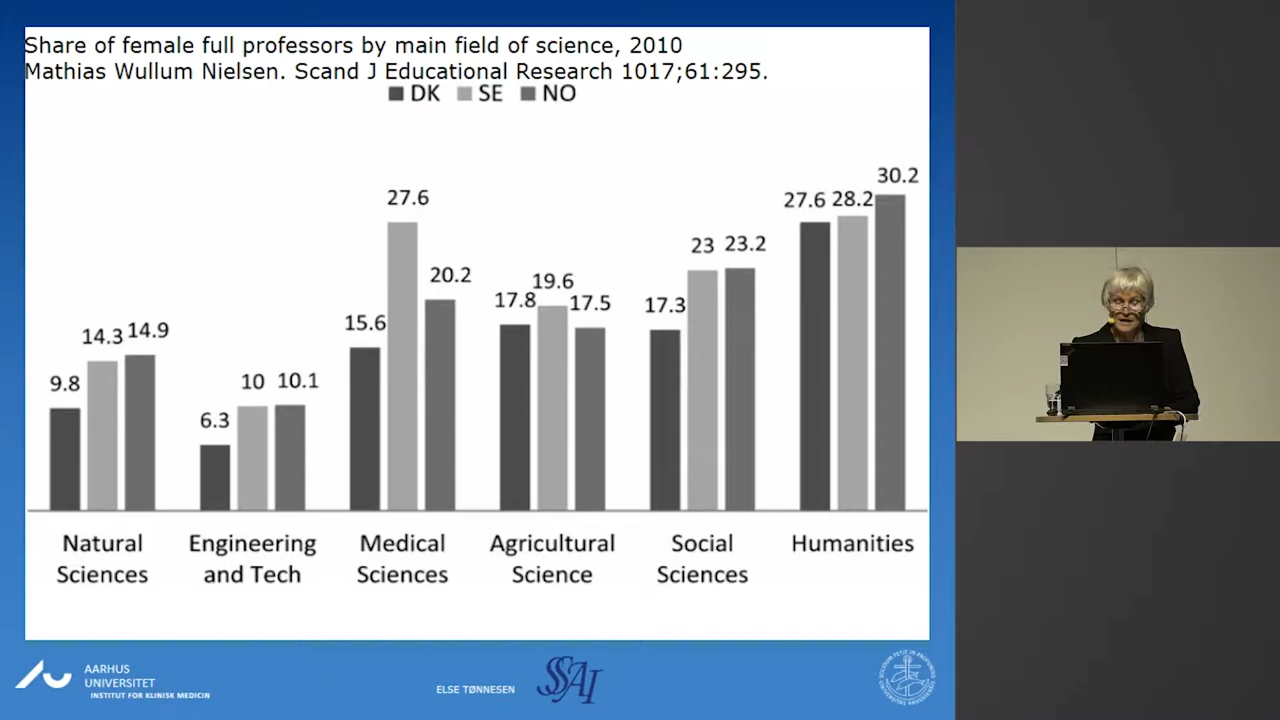 Share of female full professors by main field of science, 2010
Mathias Wullum Nielsen. Scand J Educational Research 1017;61:295.
DK SE NO
9.8 14.3 14.9
6.3 10 10.1
15.6 27.6 20.2
17.8 19.6 17.5
17.3 23 23.2
27.6 28.2 30.2
Natural
Sciences
Engineering
and Tech
Medical
Sciences
Agricultural
Science
Social
Sciences
Humanities
AARHUS
UNIVERSITET
INSTITUT FOR KLINISK MEDICIN
ELSE TØNNESEN
SSAI